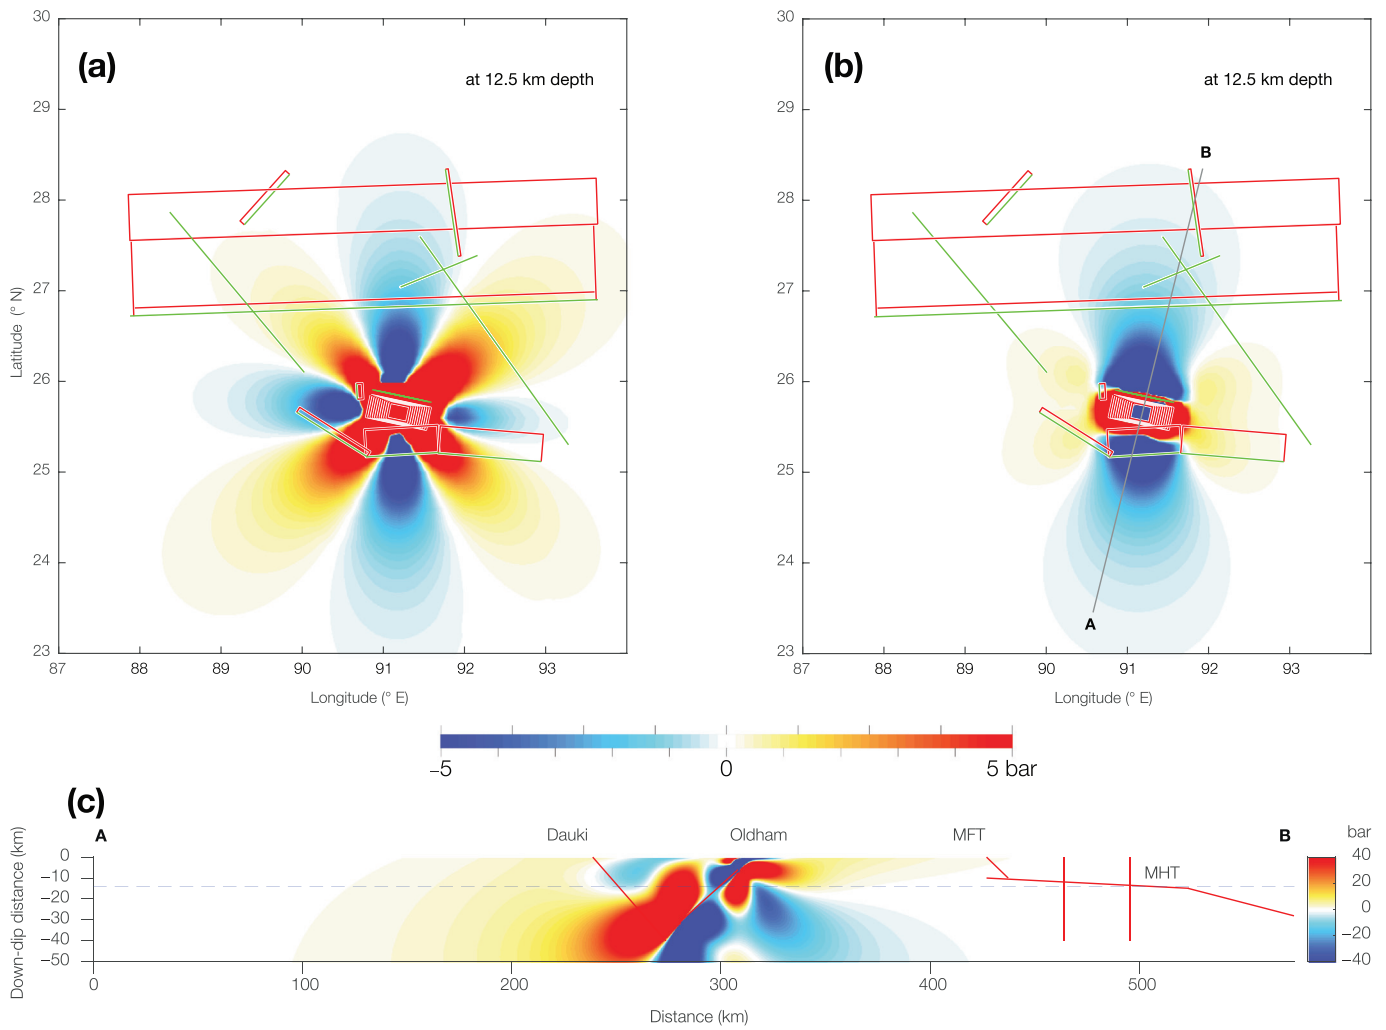 (a)
at 12.5 km depth
30
29
28
27
26
25
24
23
Latitude (° N)
87
88
89
90
91
92
93
Longitude (° E)
(b)
at 12.5 km depth
30
29
28
27
26
25
24
23
B
A
87
88
89
90
91
92
93
Longitude (° E)
−5
0
5 bar
(c)
A
Dauki
Oldham
MFT
B
bar
MHT
Down-dip distance (km)
0
−10
−20
−30
−40
−50
40
20
0
−20
−40
0
100
200
300
400
500
Distance (km)